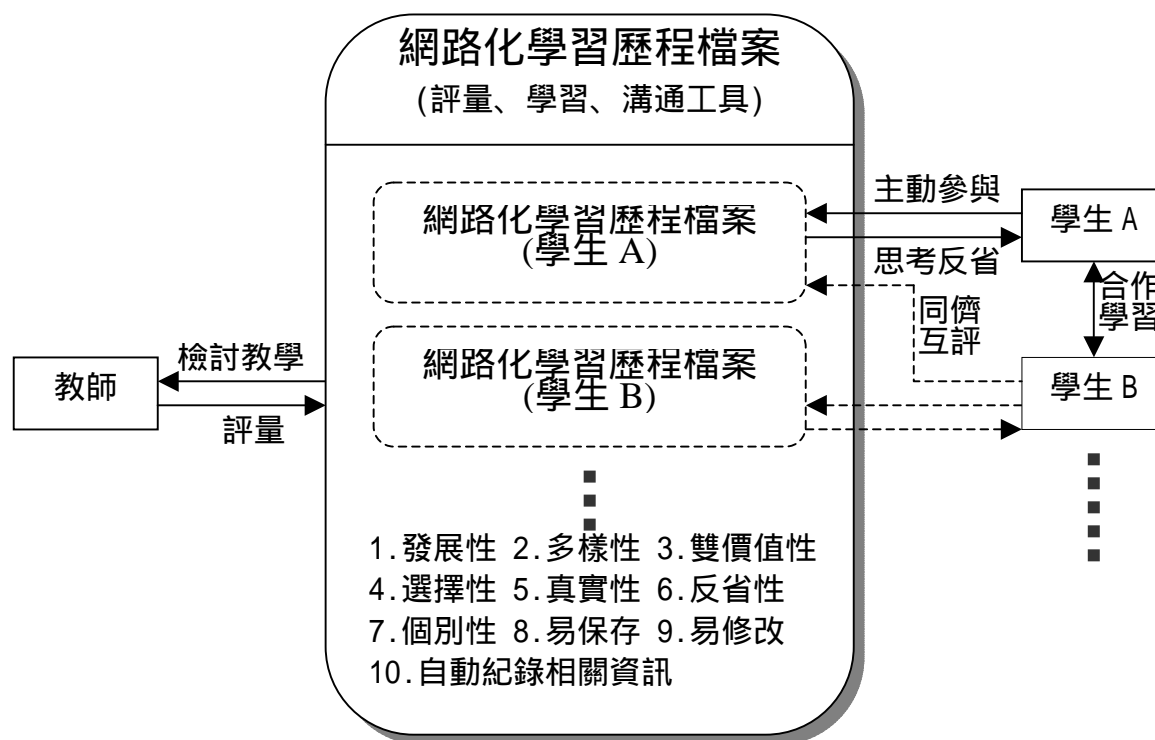 網路化學習歷程檔案
(評量、學習、溝通工具)
網路化學習歷程檔案
(學生 A)
網路化學習歷程檔案
(學生 B)
1.發展性 2.多樣性 3.雙價值性
4.選擇性 5.真實性 6.反省性
7.個別性 8.易保存 9.易修改
10.自動紀錄相關資訊
教師
檢討教學
評量
主動參與
思考反省
同儕
互評
學生 A
合作
學習
學生 B